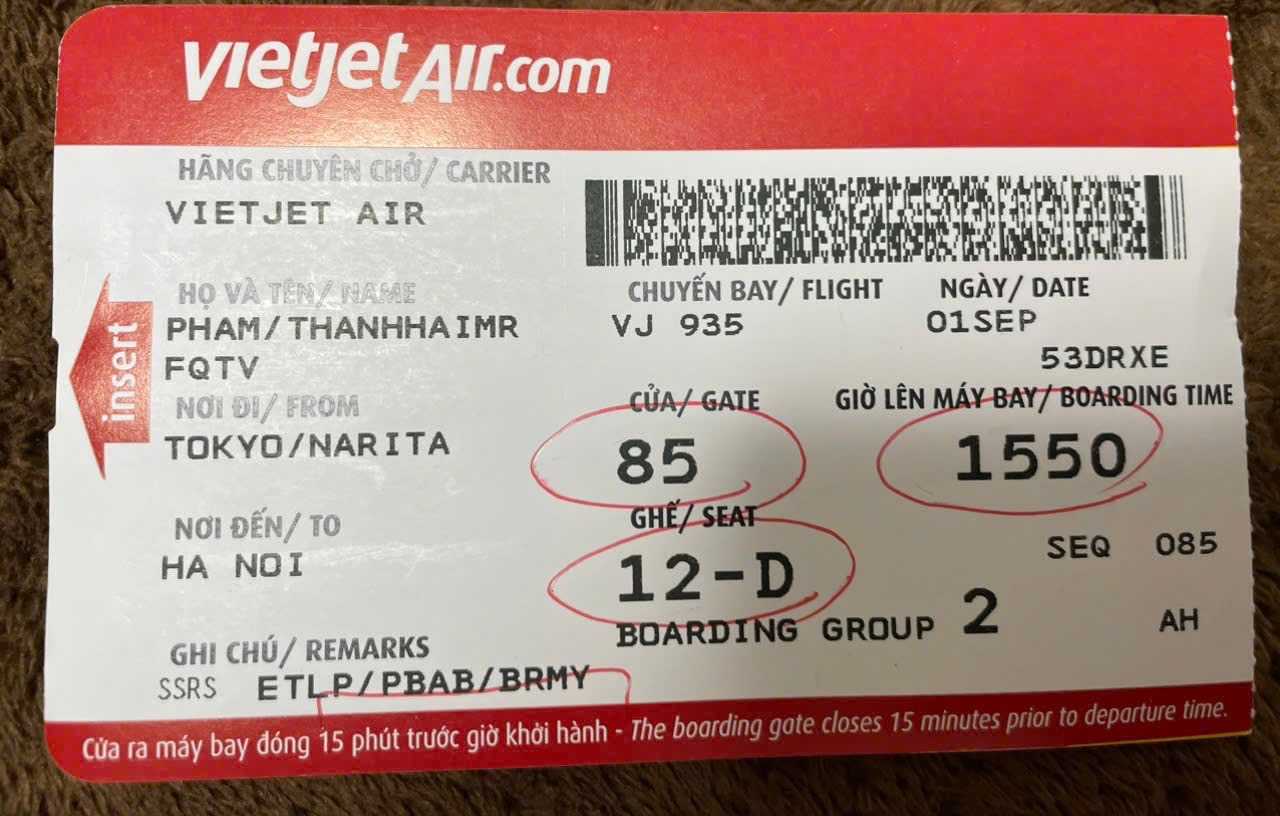 vietjetAir.com
HÃNG CHUYÊN CHỞ/ CARRIER
VIETJET AIR
HỌ VÀ TÊN/ NAME
PHAM/THANHHAIMR
FQTV
CHUYẾN BAY/ FLIGHT
VJ 935
NGÀY/ DATE
01SEP
53DRXE
insert
NƠI ĐI/ FROM
TOKYO/NARITA
CỬA/ GATE
85
GIỜ LÊN MÁY BAY/ BOARDING TIME
1550
NƠI ĐẾN/ TO
HA NOI
GHẾ/ SEAT
12-D
SEQ 085
BOARDING GROUP 2
AH
GHI CHÚ/ REMARKS
SSRS ETLP/PBAB/BRMY
Cửa ra máy bay đóng 15 phút trước giờ khởi hành - The boarding gate closes 15 minutes prior to departure time.